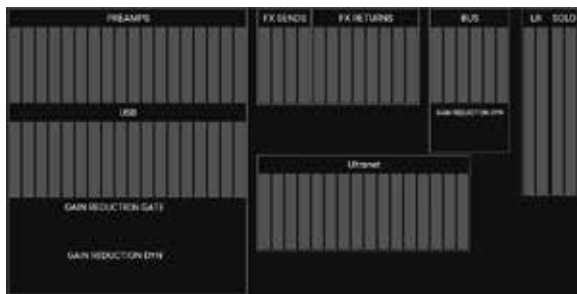 PREAMPS
FX SENDS
FX RETURNS
BUS
LR
SOLO
USB
GAIN REDUCTION DYN
Ultranet
GAIN REDUCTION GATE
GAIN REDUCTION DYN